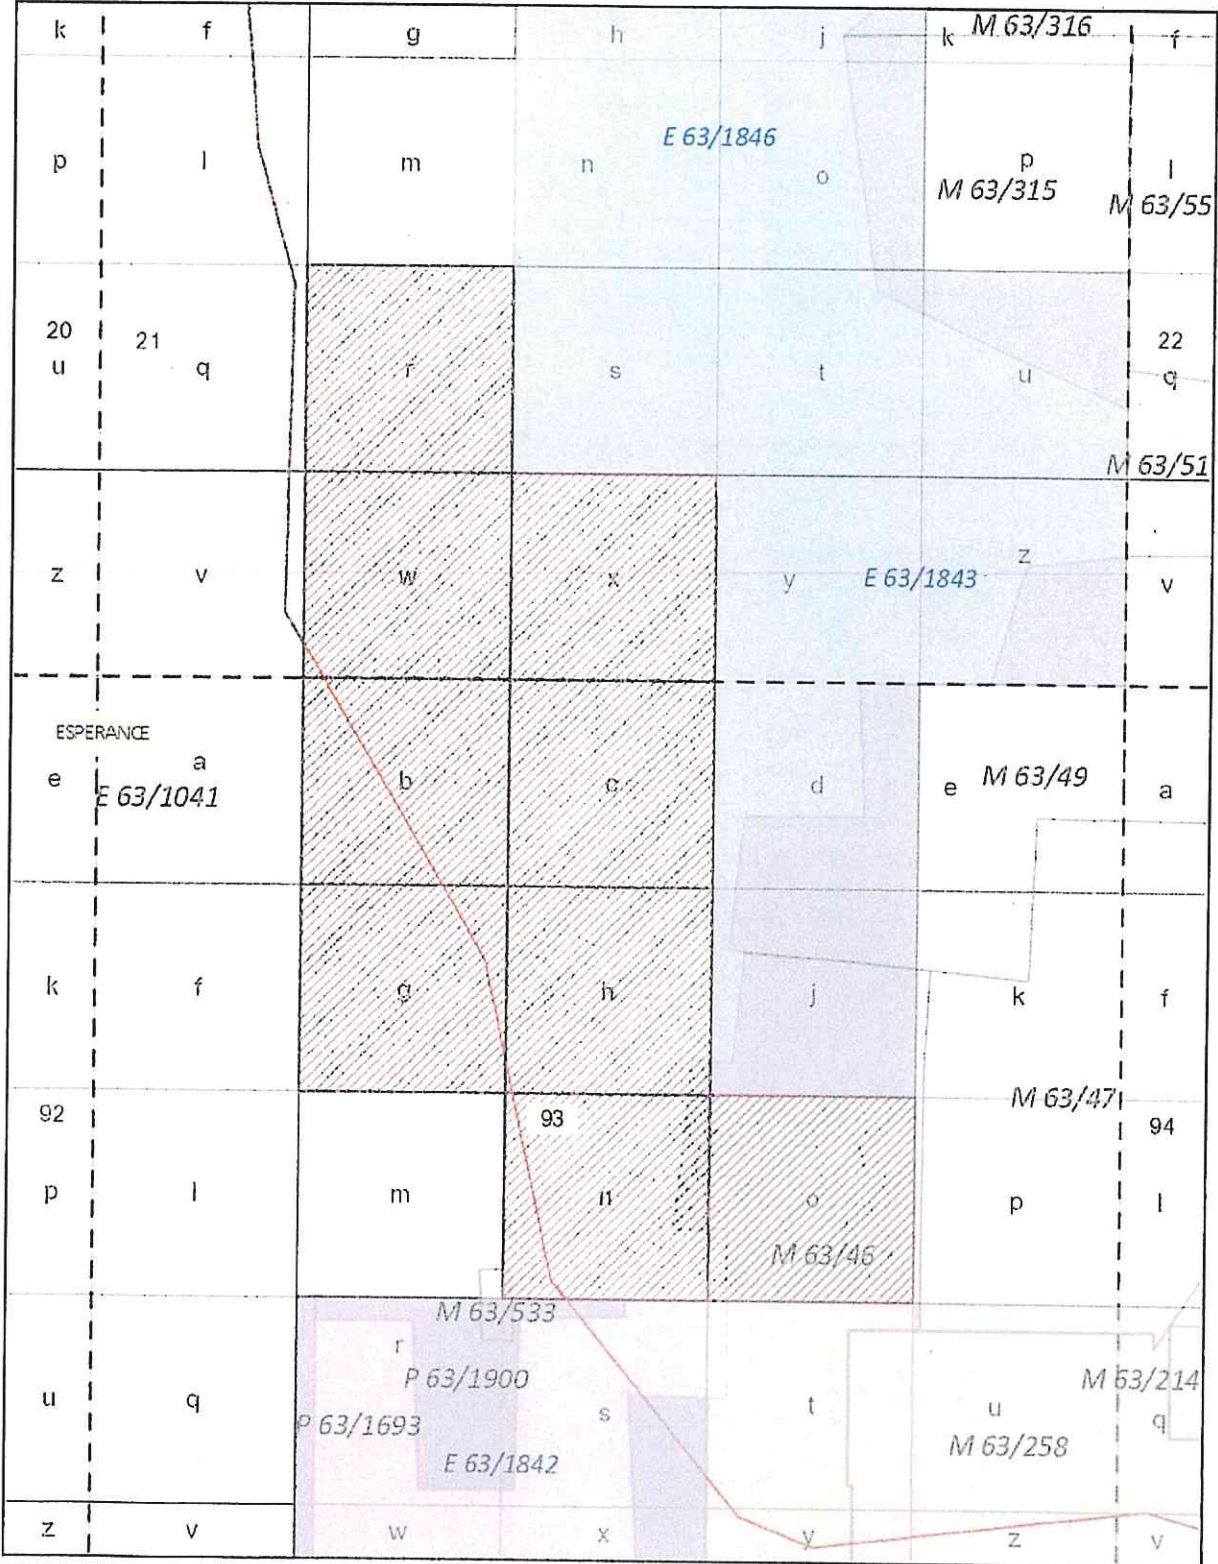 k f g h j k M 63/316 f
E 63/1846
p l m n o p l
M 63/315 M 63/55
20 21 22
u q r s t u q
M 63/51
z v w x y E 63/1843 z v
ESPERANCE
e a b c d e M 63/49 a
E 63/1041
k f g h j k f
M 63/47
92 93 94
p l m n o p l
M 63/46
M 63/533
r
P 63/1900 M 63/214
u q s t u q
P 63/1693 M 63/258
E 63/1842
z v w x y z v